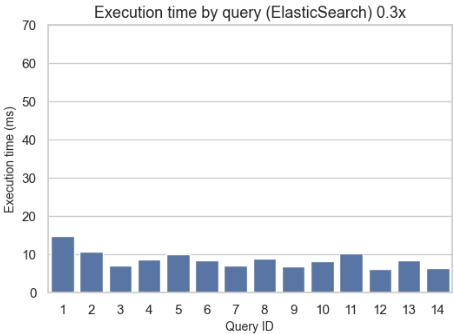 Execution time by query (ElasticSearch) 0.3x
70
60
50
40
30
20
10
0
Execution time (ms)
1 2 3 4 5 6 7 8 9 10 11 12 13 14
Query ID